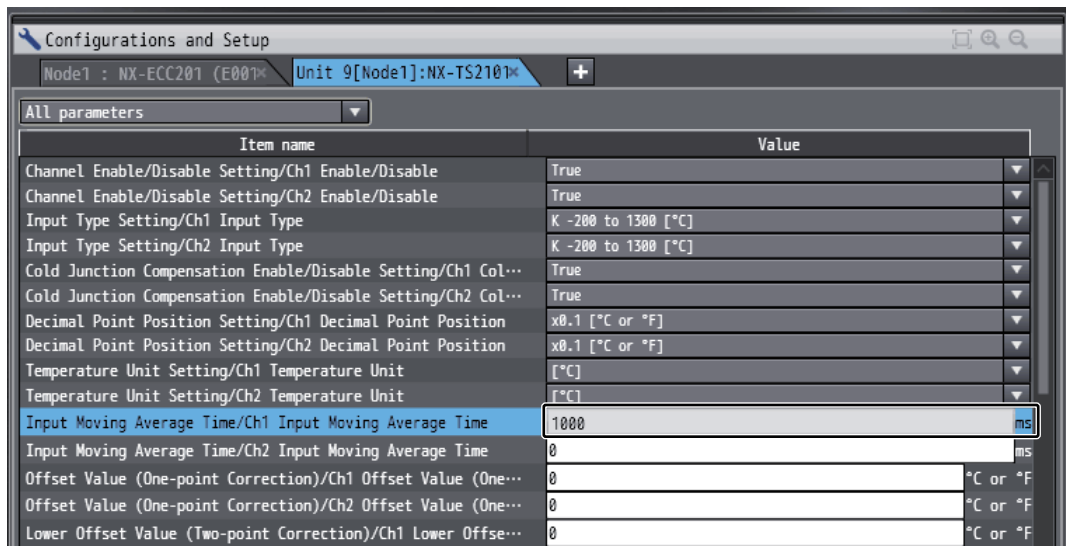 Configurations and Setup
Node1 : NX-ECC201 (E001× Unit 9[Node1]:NX-TS2101× +
All parameters ▼
Item name Value
Channel Enable/Disable Setting/Ch1 Enable/Disable True
Channel Enable/Disable Setting/Ch2 Enable/Disable True
Input Type Setting/Ch1 Input Type K -200 to 1300 [°C]
Input Type Setting/Ch2 Input Type K -200 to 1300 [°C]
Cold Junction Compensation Enable/Disable Setting/Ch1 Col⋯ True
Cold Junction Compensation Enable/Disable Setting/Ch2 Col⋯ True
Decimal Point Position Setting/Ch1 Decimal Point Position x0.1 [°C or °F]
Decimal Point Position Setting/Ch2 Decimal Point Position x0.1 [°C or °F]
Temperature Unit Setting/Ch1 Temperature Unit [°C]
Temperature Unit Setting/Ch2 Temperature Unit [°C]
Input Moving Average Time/Ch1 Input Moving Average Time 1000 ms
Input Moving Average Time/Ch2 Input Moving Average Time 0 ms
Offset Value (One-point Correction)/Ch1 Offset Value (One⋯ 0 °C or °F
Offset Value (One-point Correction)/Ch2 Offset Value (One⋯ 0 °C or °F
Lower Offset Value (Two-point Correction)/Ch1 Lower Offse⋯ 0 °C or °F